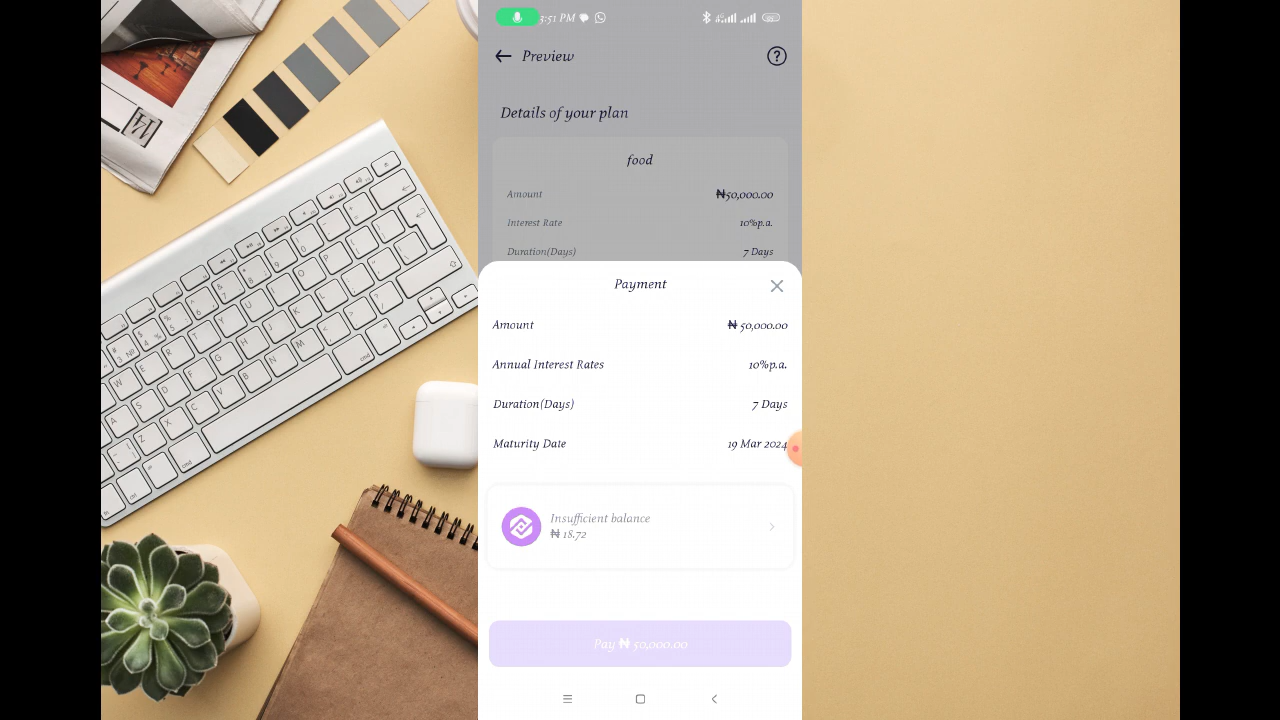 3:51 PM
Preview
Details of your plan
food
Amount ₦50,000.00
Interest Rate 10%p.a.
Duration(Days) 7 Days
Payment
Amount ₦ 50,000.00
Annual Interest Rates 10%p.a.
Duration(Days) 7 Days
Maturity Date 19 Mar 2024
Insufficient balance
₦ 18.72
Pay ₦ 50,000.00